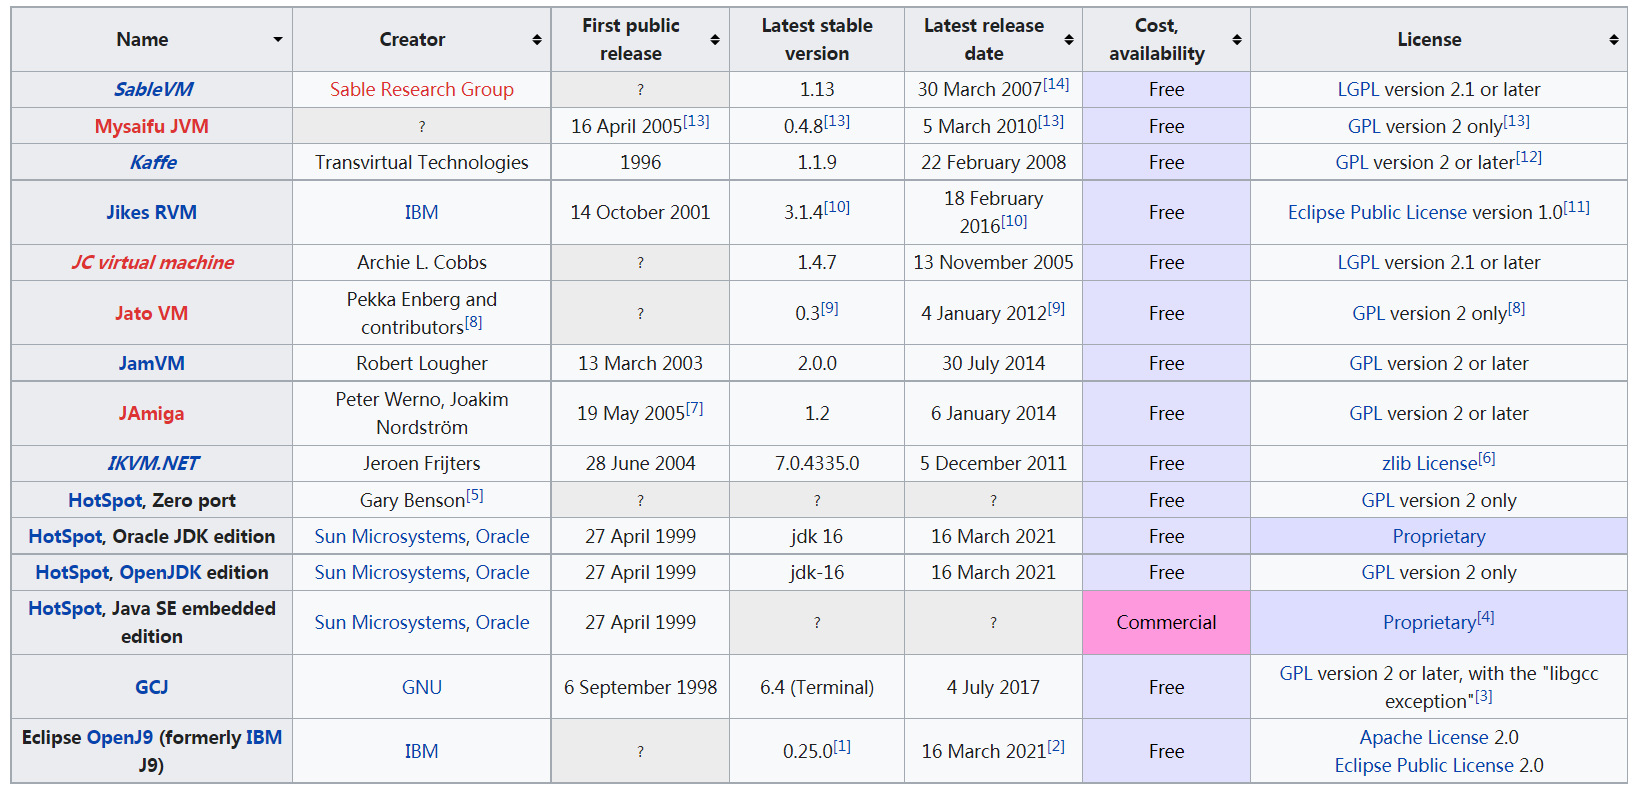 Name Creator First public release Latest stable version Latest release date Cost, availability License
SableVM Sable Research Group ? 1.13 30 March 2007[14] Free LGPL version 2.1 or later
Mysaifu JVM ? 16 April 2005[13] 0.4.8[13] 5 March 2010[13] Free GPL version 2 only[13]
Kaffe Transvirtual Technologies 1996 1.1.9 22 February 2008 Free GPL version 2 or later[12]
Jikes RVM IBM 14 October 2001 3.1.4[10] 18 February 2016[10] Free Eclipse Public License version 1.0[11]
JC virtual machine Archie L. Cobbs ? 1.4.7 13 November 2005 Free LGPL version 2.1 or later
Jato VM Pekka Enberg and contributors[8] ? 0.3[9] 4 January 2012[9] Free GPL version 2 only[8]
JamVM Robert Lougher 13 March 2003 2.0.0 30 July 2014 Free GPL version 2 or later
JAmiga Peter Werno, Joakim Nordström 19 May 2005[7] 1.2 6 January 2014 Free GPL version 2 or later
IKVM.NET Jeroen Frijters 28 June 2004 7.0.4335.0 5 December 2011 Free zlib License[6]
HotSpot, Zero port Gary Benson[5] ? ? ? Free GPL version 2 only
HotSpot, Oracle JDK edition Sun Microsystems, Oracle 27 April 1999 jdk 16 16 March 2021 Free Proprietary
HotSpot, OpenJDK edition Sun Microsystems, Oracle 27 April 1999 jdk-16 16 March 2021 Free GPL version 2 only
HotSpot, Java SE embedded edition Sun Microsystems, Oracle 27 April 1999 ? ? Commercial Proprietary[4]
GCJ GNU 6 September 1998 6.4 (Terminal) 4 July 2017 Free GPL version 2 or later, with the "libgcc exception"[3]
Eclipse OpenJ9 (formerly IBM J9) IBM ? 0.25.0[1] 16 March 2021[2] Free Apache License 2.0 Eclipse Public License 2.0